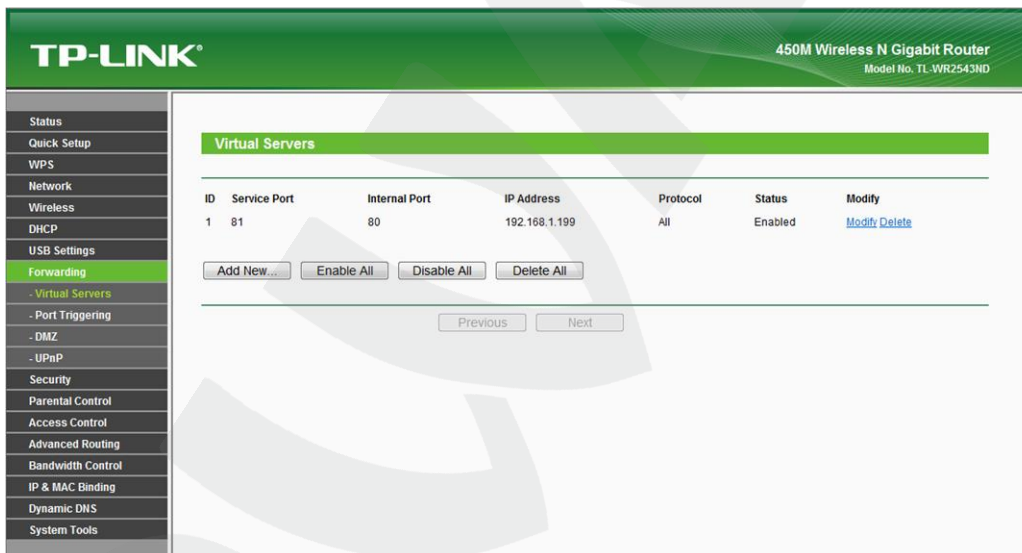 TP-LINK®
450M Wireless N Gigabit Router
Model No. TL-WR2543ND
Status
Quick Setup
WPS
Network
Wireless
DHCP
USB Settings
Forwarding
- Virtual Servers
- Port Triggering
- DMZ
- UPnP
Security
Parental Control
Access Control
Advanced Routing
Bandwidth Control
IP & MAC Binding
Dynamic DNS
System Tools
Virtual Servers
ID Service Port Internal Port IP Address Protocol Status Modify
1 81 80 192.168.1.199 All Enabled Modify Delete
Add New... Enable All Disable All Delete All
Previous Next